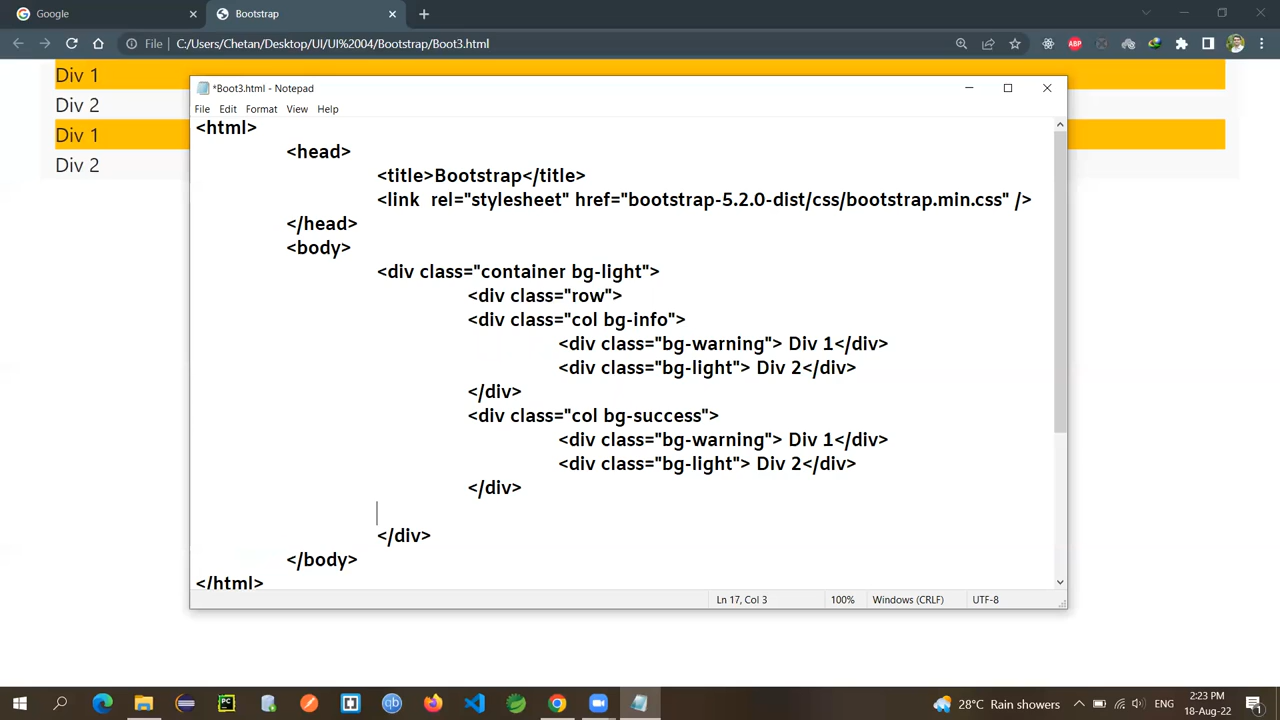 Google
Bootstrap
File
C:/Users/Chetan/Desktop/UI/UI%2004/Bootstrap/Boot3.html
ABP
Div 1
Div 2
Div 1
Div 2
*Boot3.html - Notepad
File Edit Format View Help
<html>
<head>
<title>Bootstrap</title>
<link rel="stylesheet" href="bootstrap-5.2.0-dist/css/bootstrap.min.css" />
</head>
<body>
<div class="container bg-light">
<div class="row">
<div class="col bg-info">
<div class="bg-warning"> Div 1</div>
<div class="bg-light"> Div 2</div>
</div>
<div class="col bg-success">
<div class="bg-warning"> Div 1</div>
<div class="bg-light"> Div 2</div>
</div>
</div>
</body>
</html>
Ln 17, Col 3 100% Windows (CRLF) UTF-8
PC
qb
28°C Rain showers
ENG
2:23 PM
18-Aug-22
1